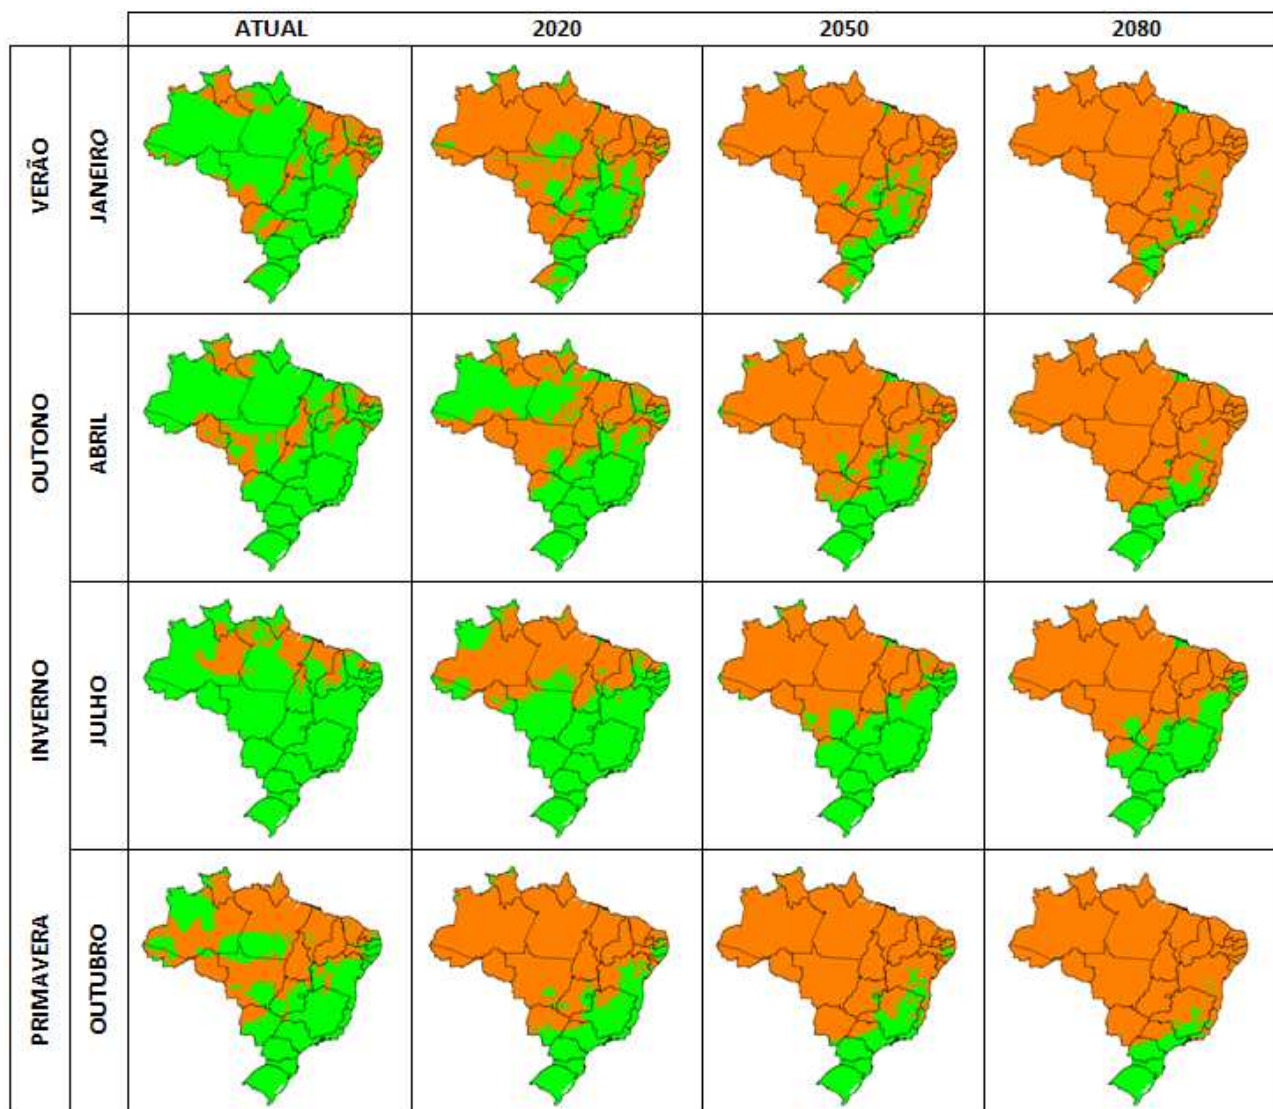 ATUAL 2020 2050 2080
VERÃO
JANEIRO
OUTONO
ABRIL
INVERNO
JULHO
PRIMAVERA
OUTUBRO